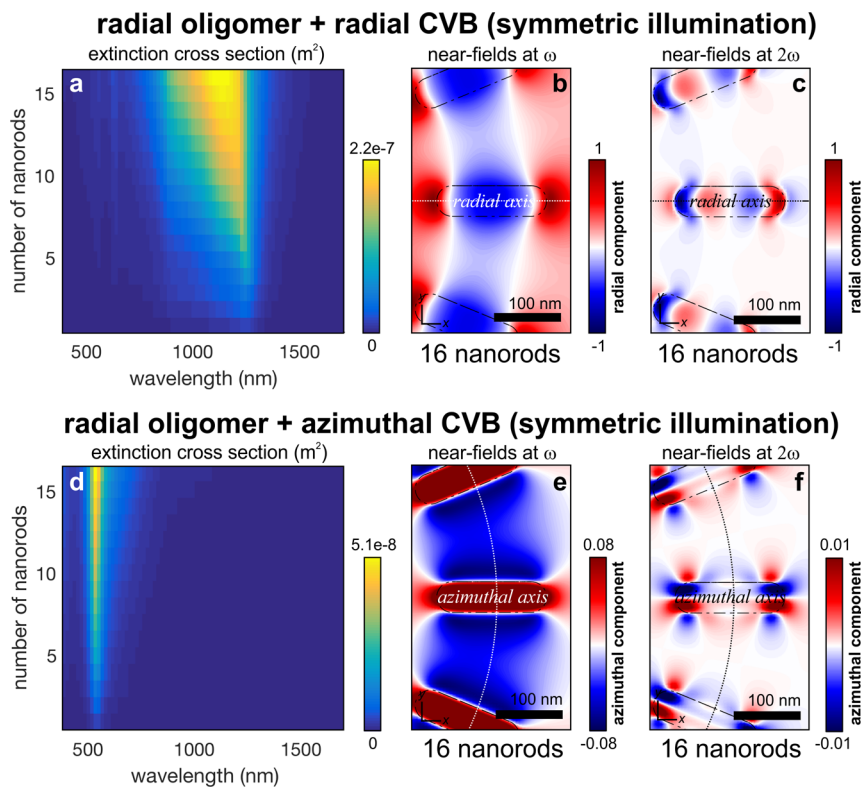 radial oligomer + radial CVB (symmetric illumination)
extinction cross section (m²)
near-fields at ω
near-fields at 2ω
a
b
c
number of nanorods
15
10
5
500
1000
1500
wavelength (nm)
2.2e-7
0
radial axis
y
x
100 nm
16 nanorods
1
-1
radial component
radial axis
y
x
100 nm
16 nanorods
1
-1
radial component
radial oligomer + azimuthal CVB (symmetric illumination)
extinction cross section (m²)
near-fields at ω
near-fields at 2ω
d
e
f
number of nanorods
15
10
5
500
1000
1500
wavelength (nm)
5.1e-8
0
azimuthal axis
x
100 nm
16 nanorods
0.08
-0.08
azimuthal component
azimuthal axis
x
100 nm
16 nanorods
0.01
-0.01
azimuthal component